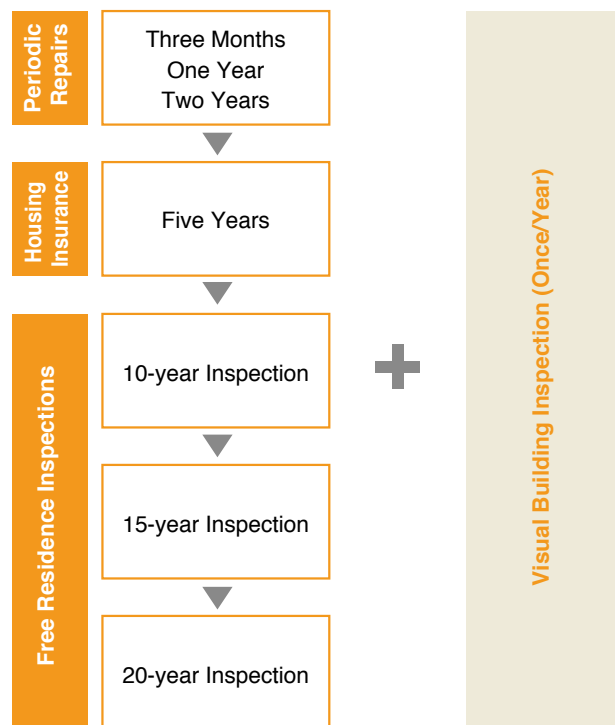 Periodic
Repairs
Three Months
One Year
Two Years
Housing
Insurance
Five Years
Free Residence Inspections
10-year Inspection
15-year Inspection
20-year Inspection
Visual Building Inspection (Once/Year)